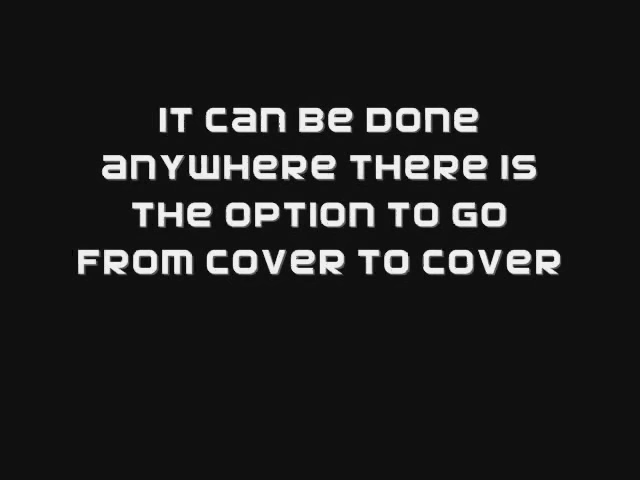 IT CAN BE DONE
ANYWHERE THERE IS
THE OPTION TO GO
FROM COVER TO COVER